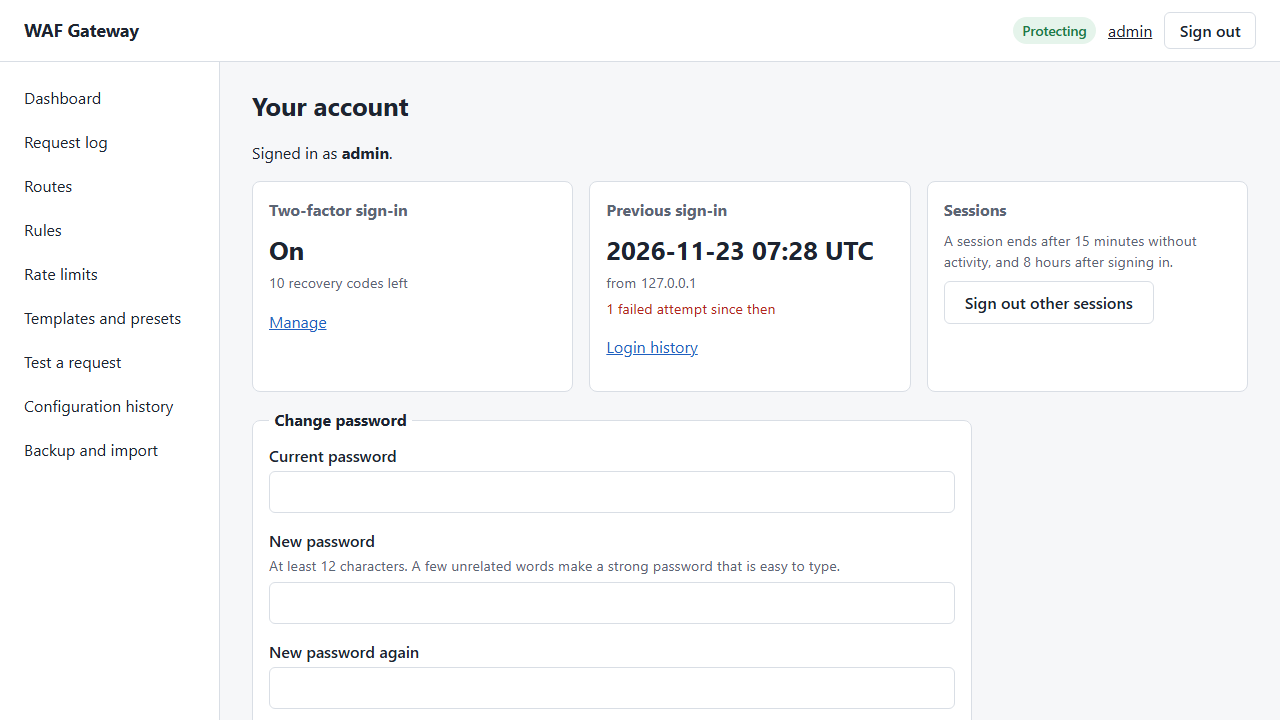 WAF Gateway
Protecting
admin
Sign out
Dashboard
Request log
Routes
Rules
Rate limits
Templates and presets
Test a request
Configuration history
Backup and import
Your account
Signed in as admin.
Two-factor sign-in
On
10 recovery codes left
Manage
Previous sign-in
2026-11-23 07:28 UTC
from 127.0.0.1
1 failed attempt since then
Login history
Sessions
A session ends after 15 minutes without
activity, and 8 hours after signing in.
Sign out other sessions
Change password
Current password
New password
At least 12 characters. A few unrelated words make a strong password that is easy to type.
New password again